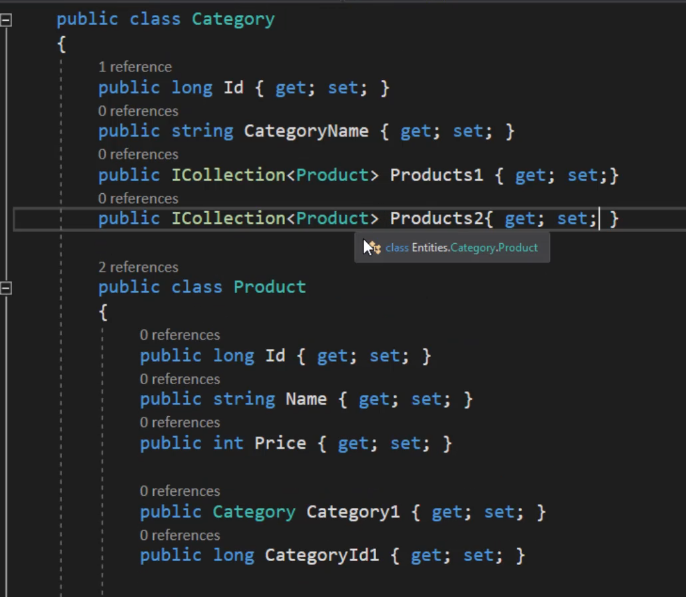 public class Category
{
1 reference
public long Id { get; set; }
0 references
public string CategoryName { get; set; }
0 references
public ICollection<Product> Products1 { get; set;}
0 references
public ICollection<Product> Products2{ get; set; }
class Entities.Category.Product
2 references
public class Product
{
0 references
public long Id { get; set; }
0 references
public string Name { get; set; }
0 references
public int Price { get; set; }
0 references
public Category Category1 { get; set; }
0 references
public long CategoryId1 { get; set; }